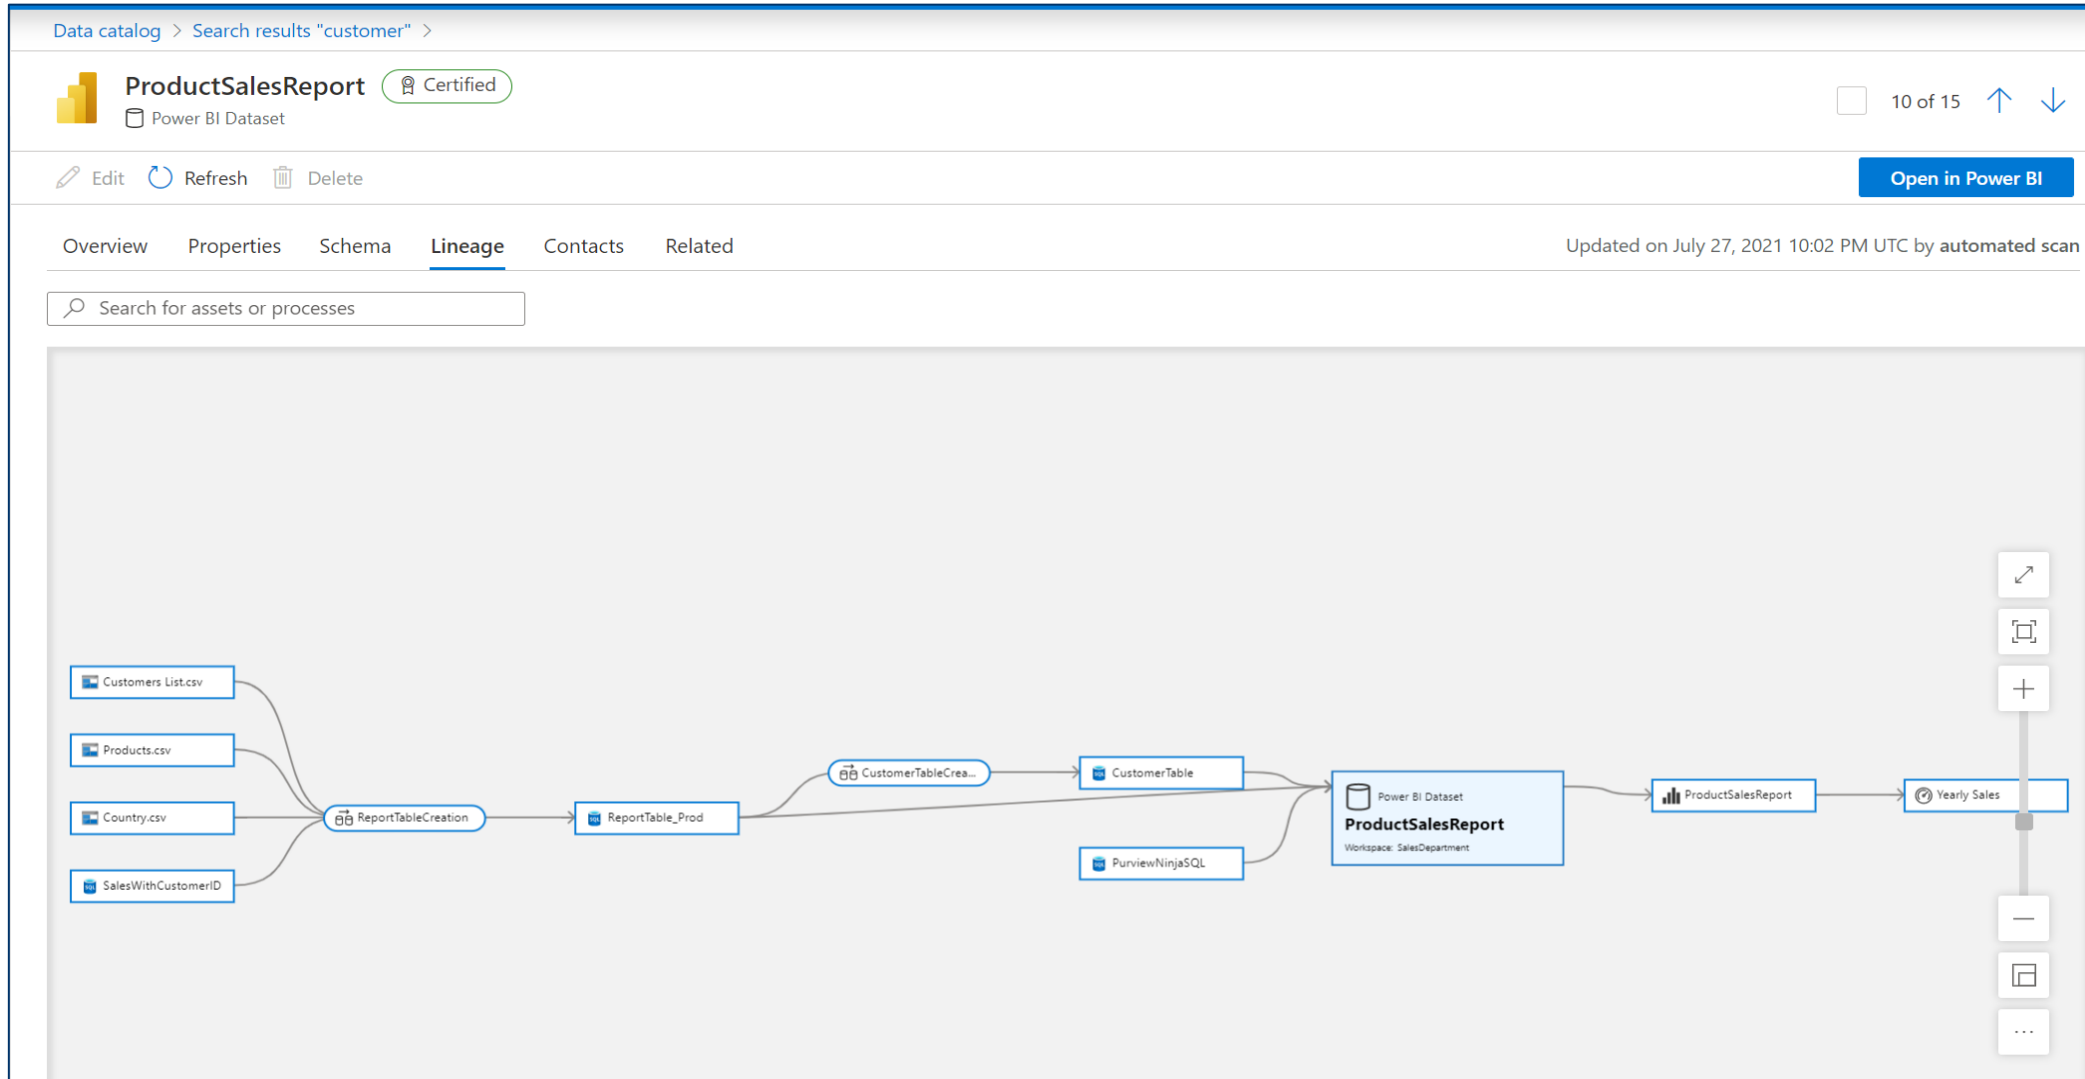 Data catalog > Search results "customer" >
ProductSalesReport Certified
Power BI Dataset
10 of 15
Edit Refresh Delete
Open in Power BI
Overview Properties Schema Lineage Contacts Related
Updated on July 27, 2021 10:02 PM UTC by automated scan
Search for assets or processes
Customers List.csv
Products.csv
Country.csv
SalesWithCustomerID
ReportTableCreation
ReportTable_Prod
CustomerTableCrea...
CustomerTable
PurviewNinjaSQL
Power BI Dataset
ProductSalesReport
Workspace: SalesDepartment
ProductSalesReport
Yearly Sales